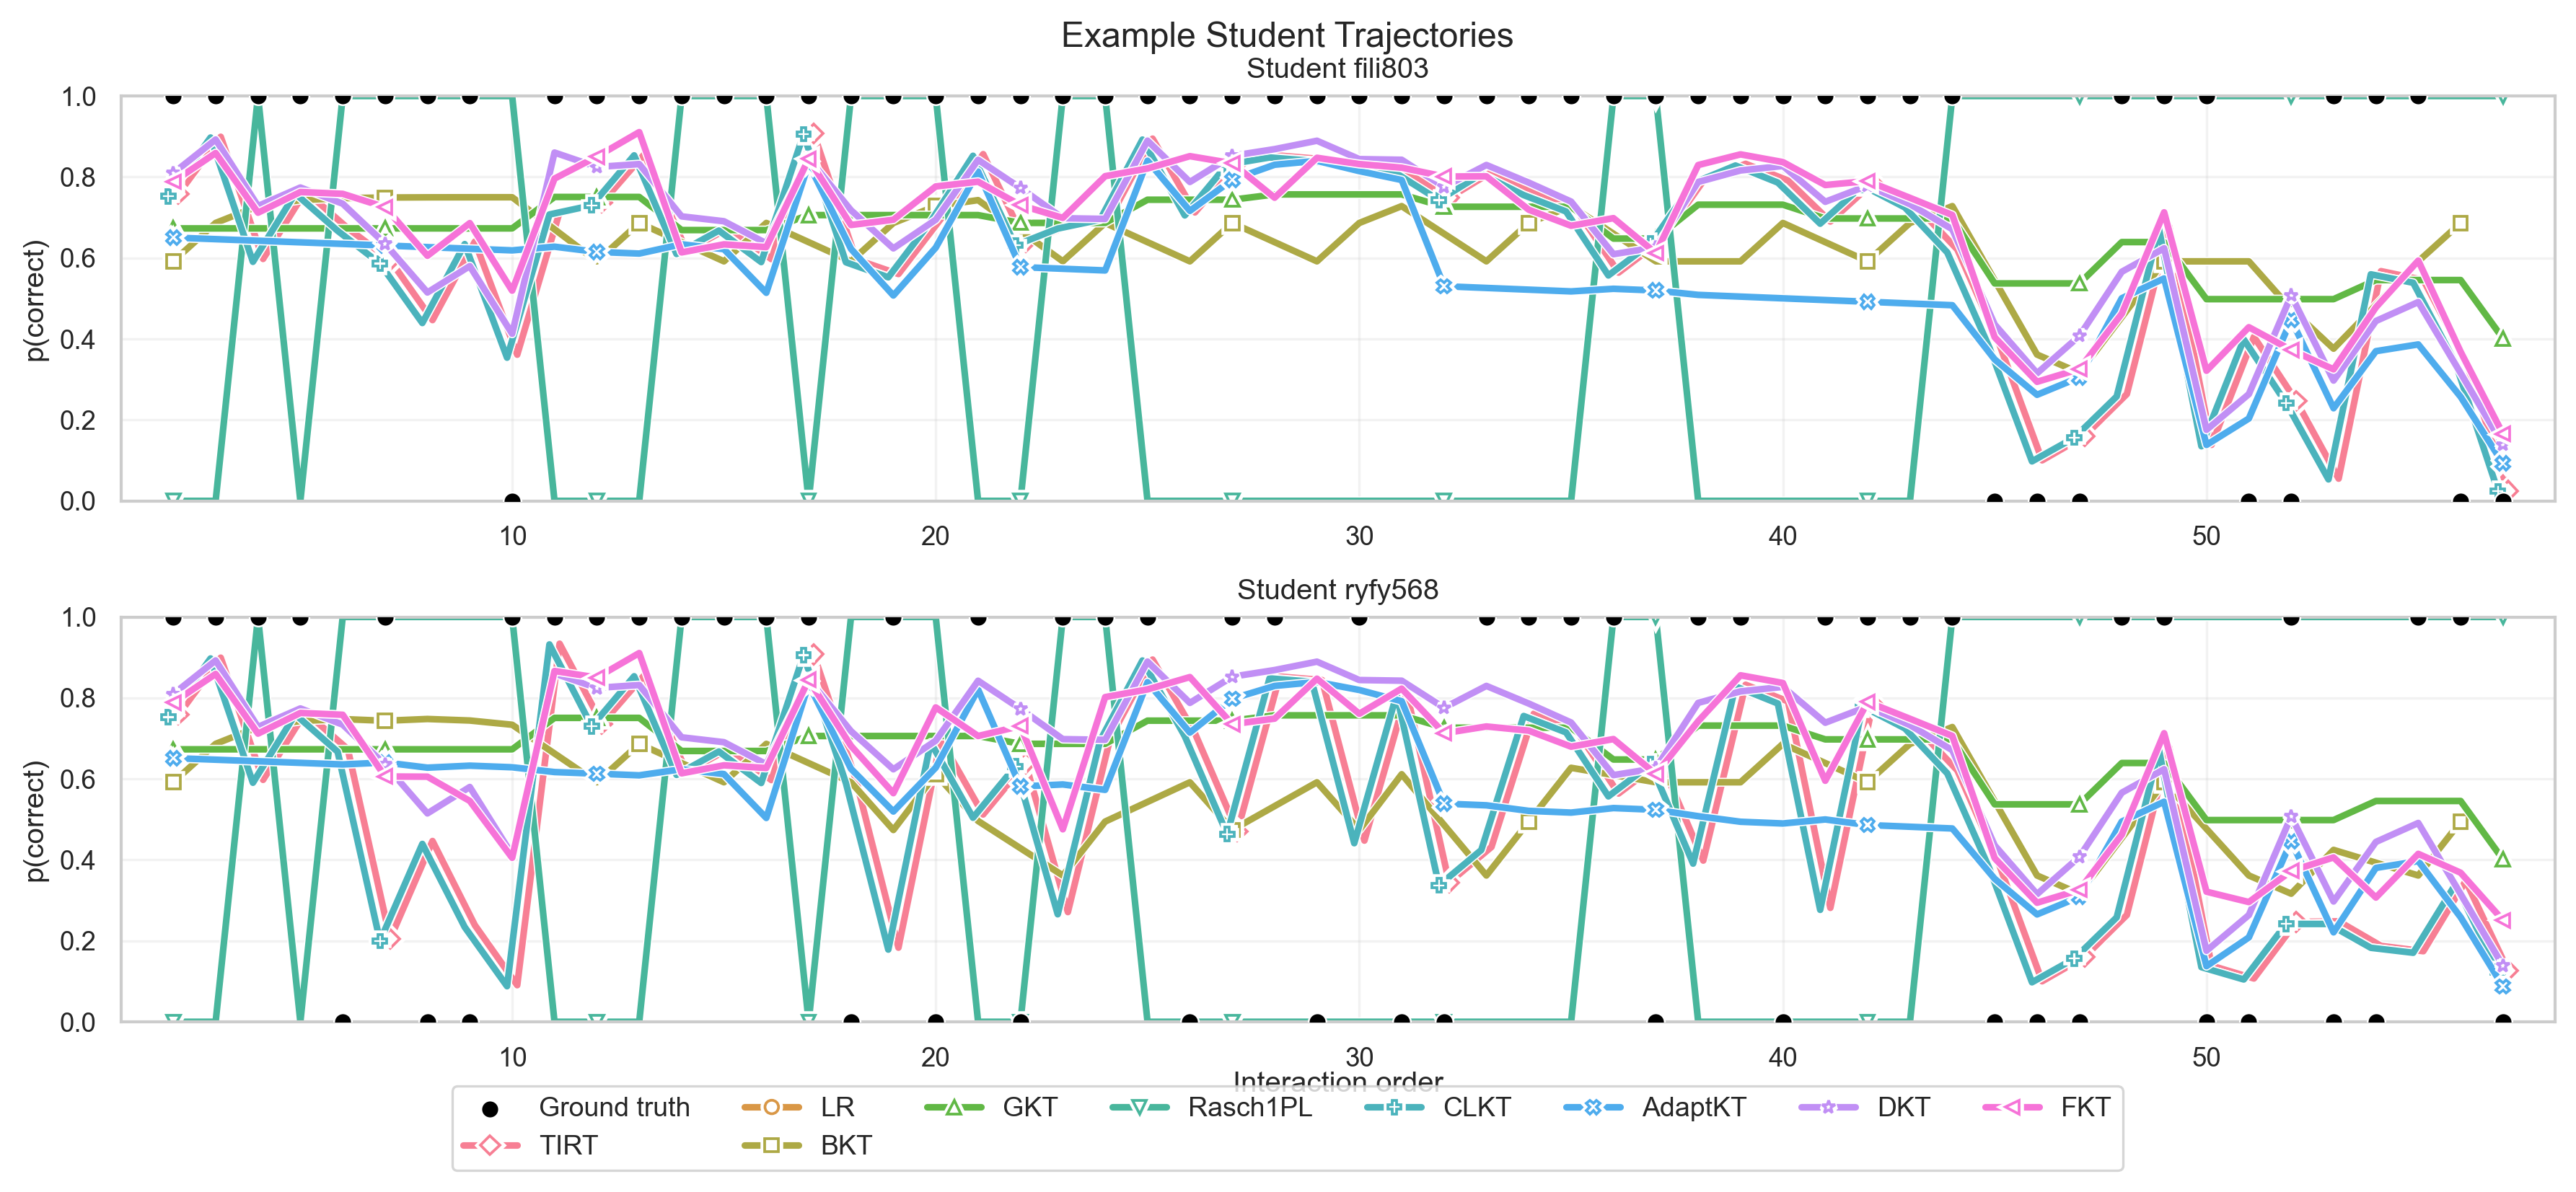 Example Student Trajectories
Student fili803
p(correct)
1.0
0.8
0.6
0.4
0.2
0.0
10 20 30 40 50
Student ryfy568
p(correct)
1.0
0.8
0.6
0.4
0.2
0.0
10 20 30 40 50
Interaction order
Ground truth LR GKT Rasch1PL CLKT AdaptKT DKT FKT
TIRT BKT